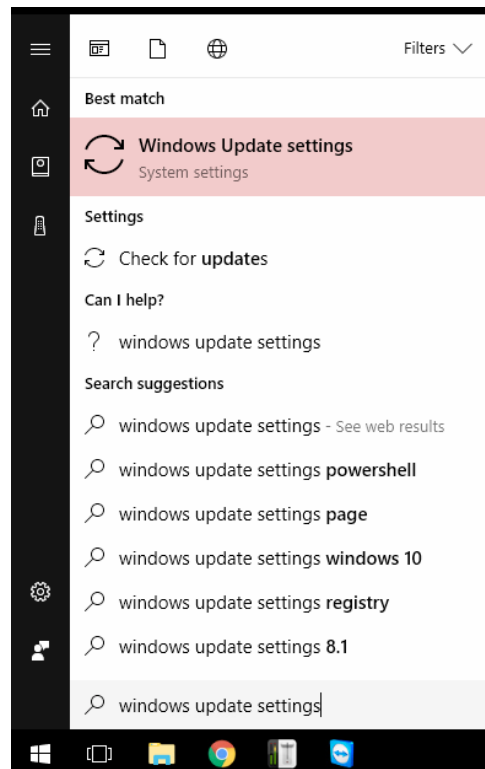 Filters
Best match
Windows Update settings
System settings
Settings
Check for updates
Can I help?
windows update settings
Search suggestions
windows update settings - See web results
windows update settings powershell
windows update settings page
windows update settings windows 10
windows update settings registry
windows update settings 8.1
windows update settings